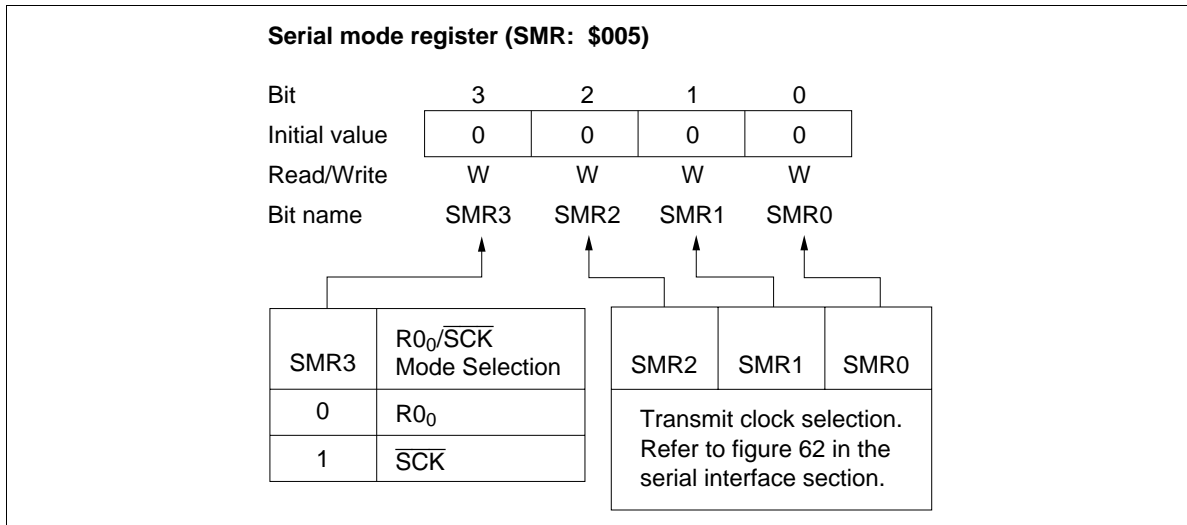 Serial mode register (SMR: $005)
Bit 3 2 1 0
Initial value 0 0 0 0
Read/Write W W W W
Bit name SMR3 SMR2 SMR1 SMR0
SMR3 R0₀/S̅C̅K̅ Mode Selection
0 R0₀
1 S̅C̅K̅
SMR2 SMR1 SMR0
Transmit clock selection.
Refer to figure 62 in the
serial interface section.